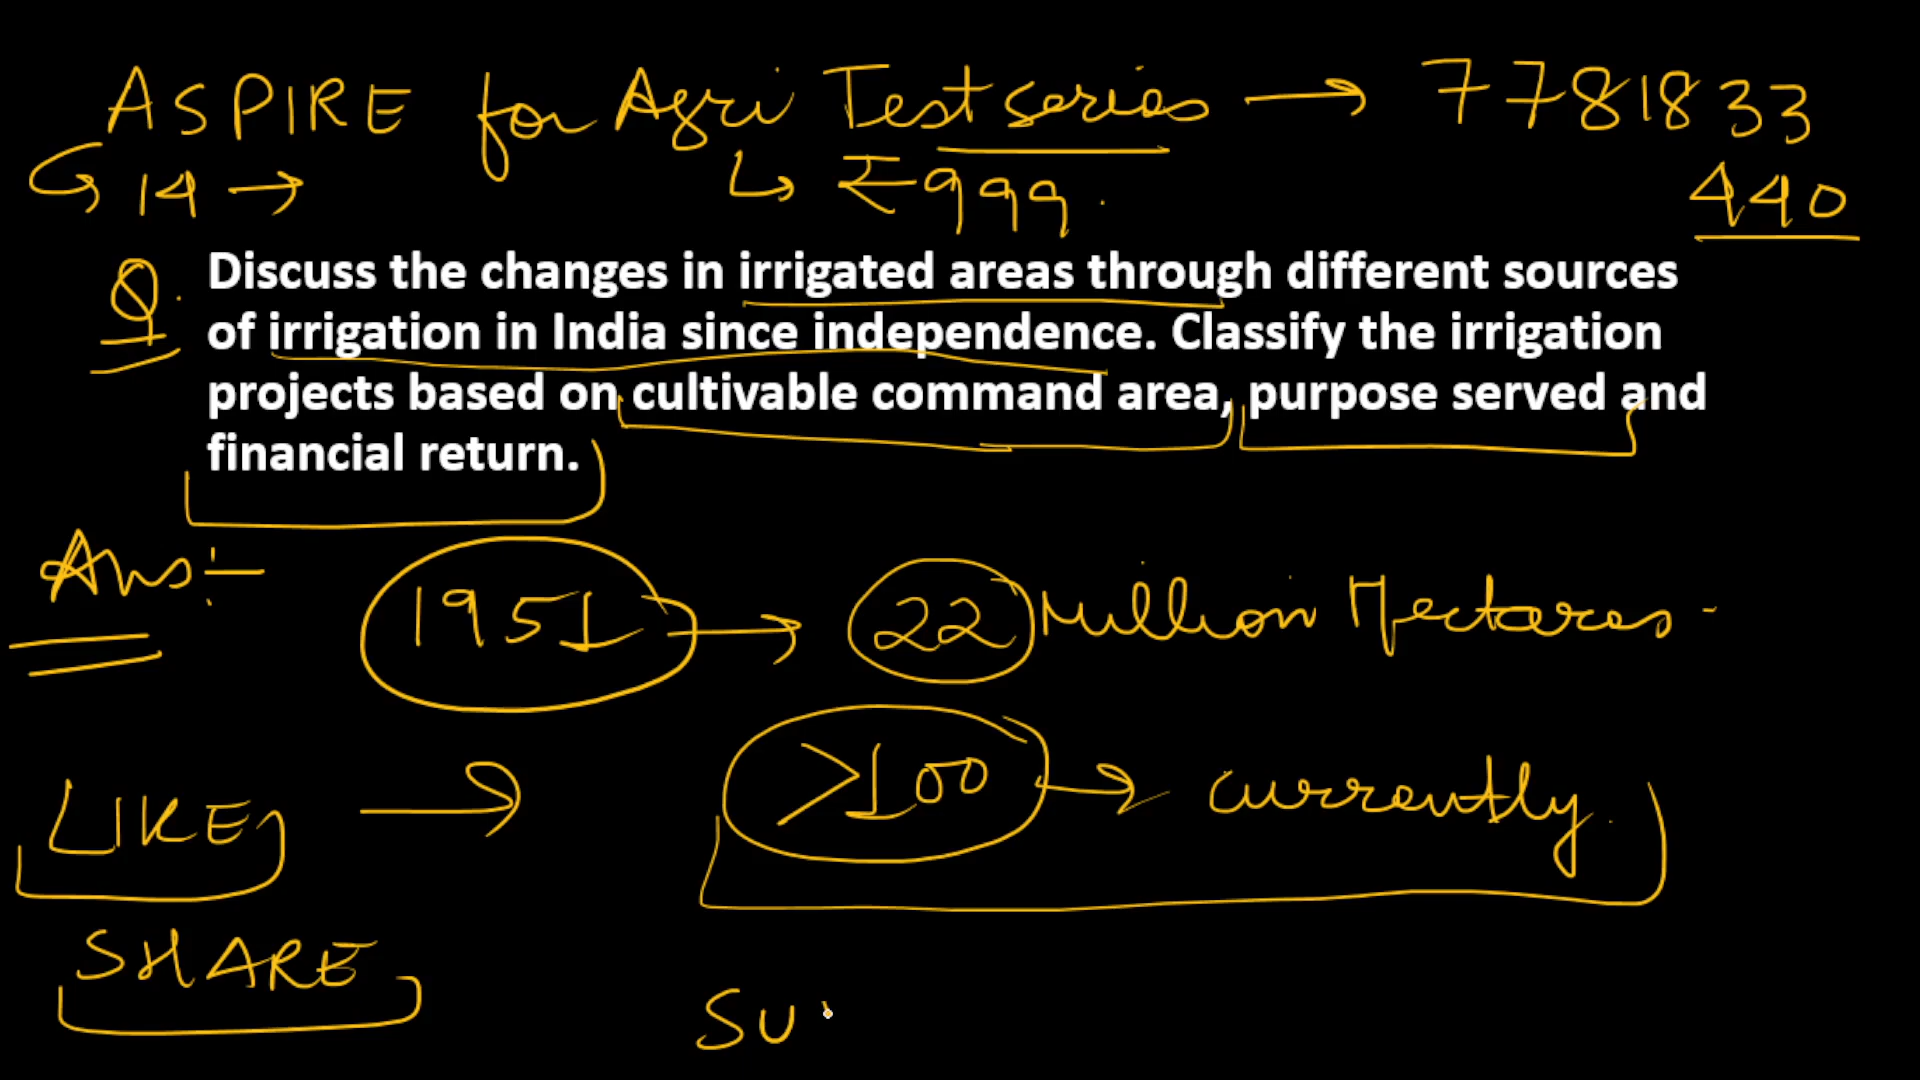 ASPIRE for Agri Test series → 7781833
440
↳ 14 →
↳ ₹999.
Q. Discuss the changes in irrigated areas through different sources
of irrigation in India since independence. Classify the irrigation
projects based on cultivable command area, purpose served and
financial return.
Ans:-
1951 → 22 Million Hectares.
LIKE → >100 → currently.
SHARE
SU